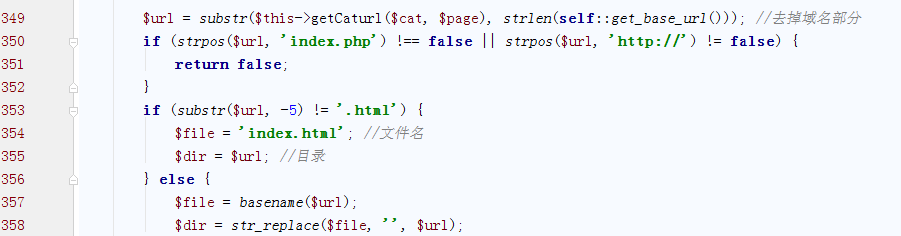 349 $url = substr($this->getCaturl($cat, $page), strlen(self::get_base_url())); //去掉域名部分
350 if (strpos($url, 'index.php') !== false || strpos($url, 'http://') != false) {
351 return false;
352 }
353 if (substr($url, -5) != '.html') {
354 $file = 'index.html'; //文件名
355 $dir = $url; //目录
356 } else {
357 $file = basename($url);
358 $dir = str_replace($file, '', $url);